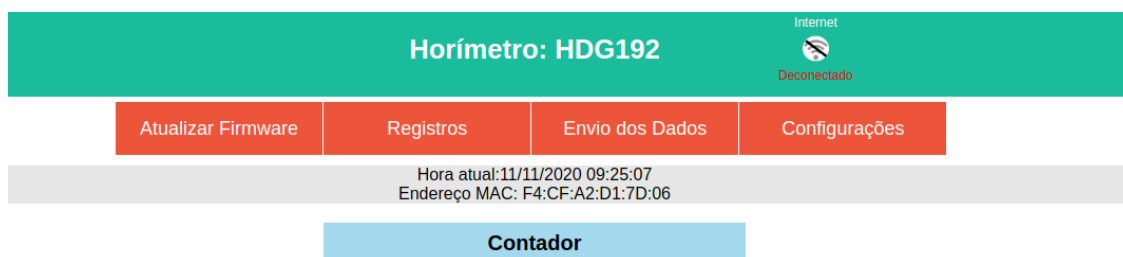 Internet
Horímetro: HDG192
Deconectado
Atualizar Firmware
Registros
Envio dos Dados
Configurações
Hora atual:11/11/2020 09:25:07
Endereço MAC: F4:CF:A2:D1:7D:06
Contador